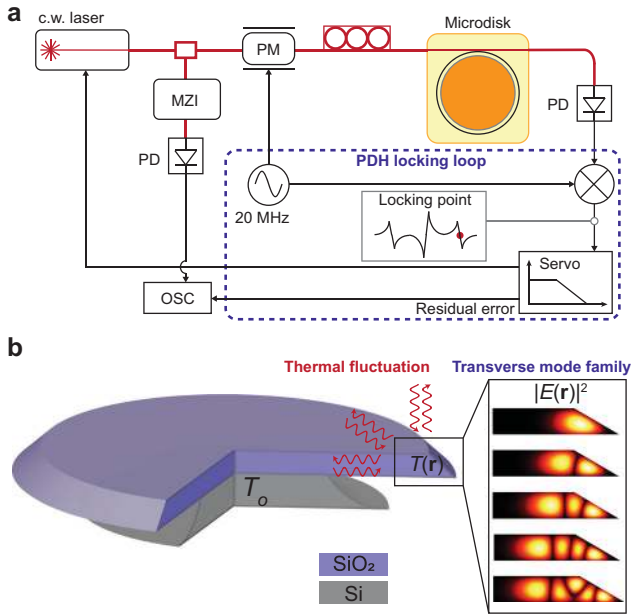 a
c.w. laser
PM
Microdisk
MZI
PD
PD
PDH locking loop
20 MHz
Locking point
Servo
OSC
Residual error
b
Thermal fluctuation
Transverse mode family
|E(r)|²
T(r)
Tₒ
SiO₂
Si